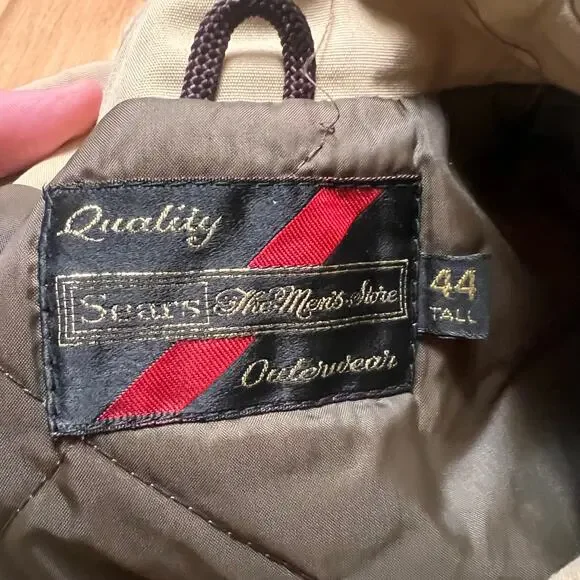 Quality
Sears The Men's Store
Outerwear
44
TALL